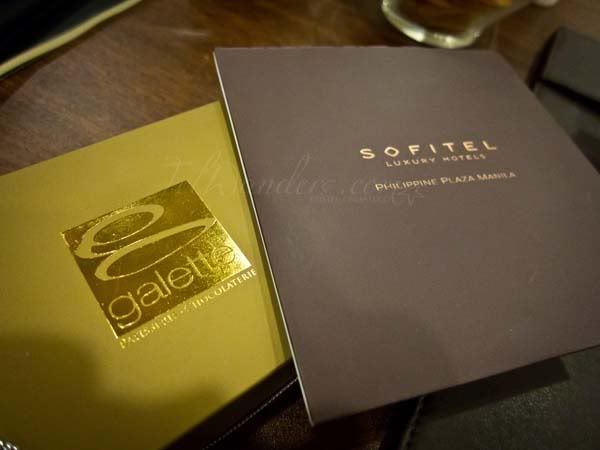 SOFITEL
LUXURY HOTELS
PHILIPPINE PLAZA MANILA
galette
PATISSERIE • CHOCOLATERIE